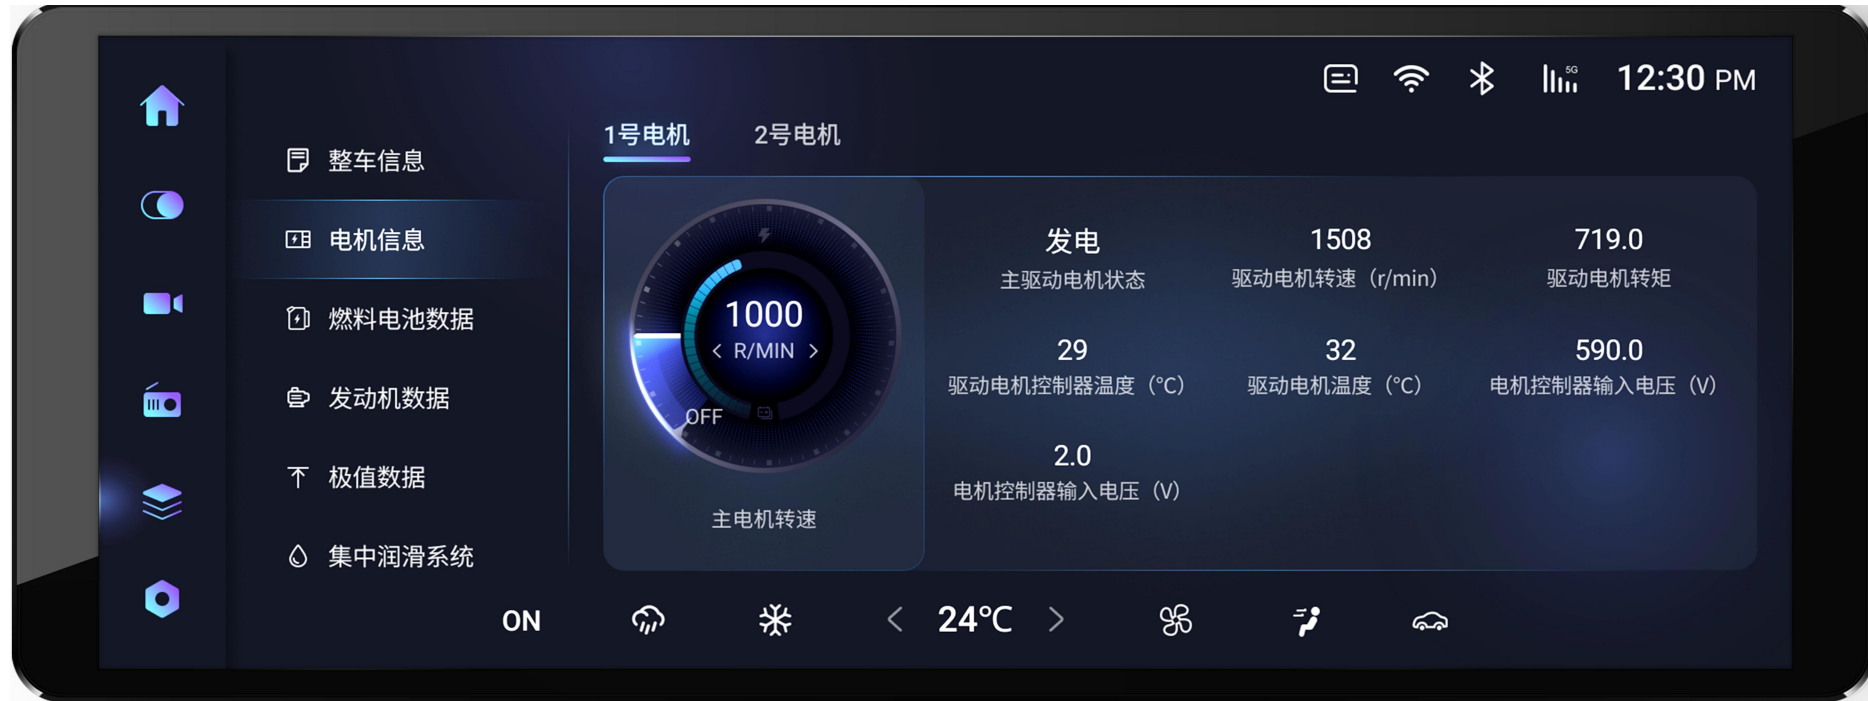 5G
12:30 PM
整车信息
电机信息
燃料电池数据
发动机数据
极值数据
集中润滑系统
1号电机
2号电机
1000
< R/MIN >
OFF
主电机转速
发电
主驱动电机状态
1508
驱动电机转速（r/min）
719.0
驱动电机转矩
29
驱动电机控制器温度（℃）
32
驱动电机温度（℃）
590.0
电机控制器输入电压（V）
2.0
电机控制器输入电压（V）
ON
< 24℃ >